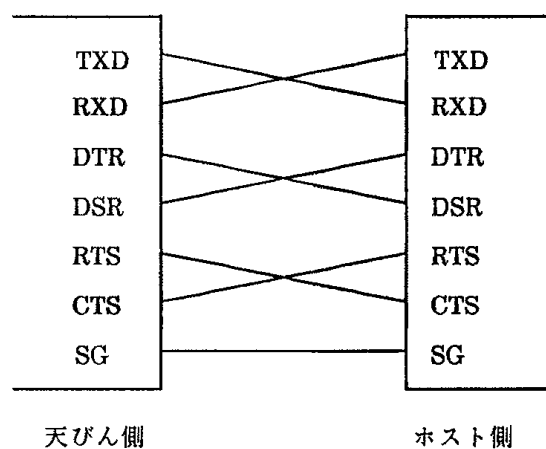 TXD TXD
RXD RXD
DTR DTR
DSR DSR
RTS RTS
CTS CTS
SG SG
天びん側 ホスト側